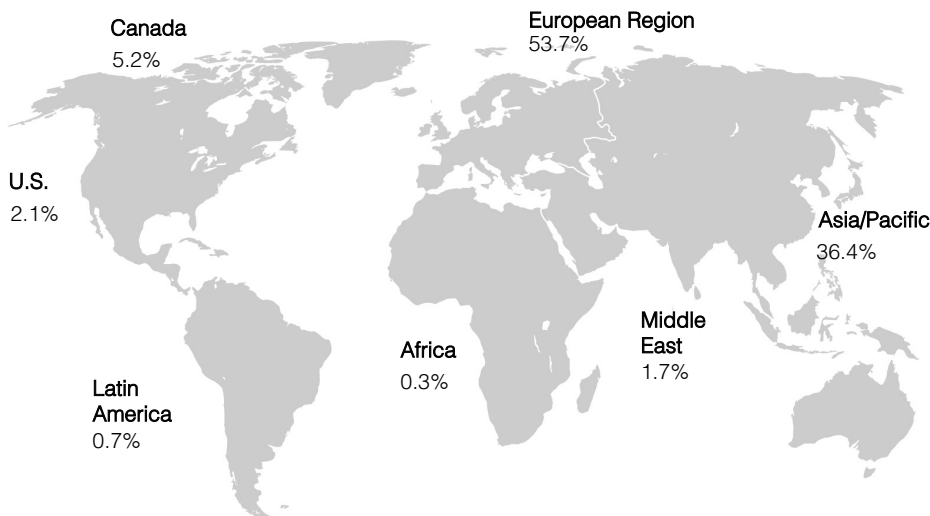 Canada
5.2%
European Region
53.7%
U.S.
2.1%
Asia/Pacific
36.4%
Middle
East
1.7%
Africa
0.3%
Latin
America
0.7%